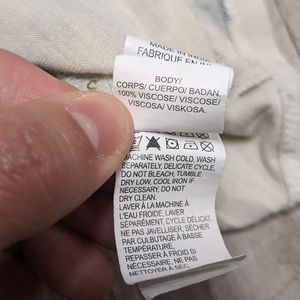 MADE IN INDIA
FABRIQUE EN IN
BODY/
CORPS/ CUERPO/ BADAN.
100% VISCOSE/ VISCOSE/
VISCOSA/ VISKOSA.
MACHINE WASH COLD, WASH
SEPARATELY, DELICATE CYCLE,
DO NOT BLEACH, TUMBLE
DRY LOW, COOL IRON IF
NECESSARY, DO NOT
DRY CLEAN.
LAVER À LA MACHINE À
L'EAU FROIDE, LAVER
SÉPARÉMENT, CYCLE DÉLICAT,
NE PAS JAVELLISER, SÉCHER
PAR CULBUTAGE À BASSE
TEMPÉRATURE,
REPASSER À FROID SI
NÉCESSAIRE, NE PAS
NETTOYER À SEC.